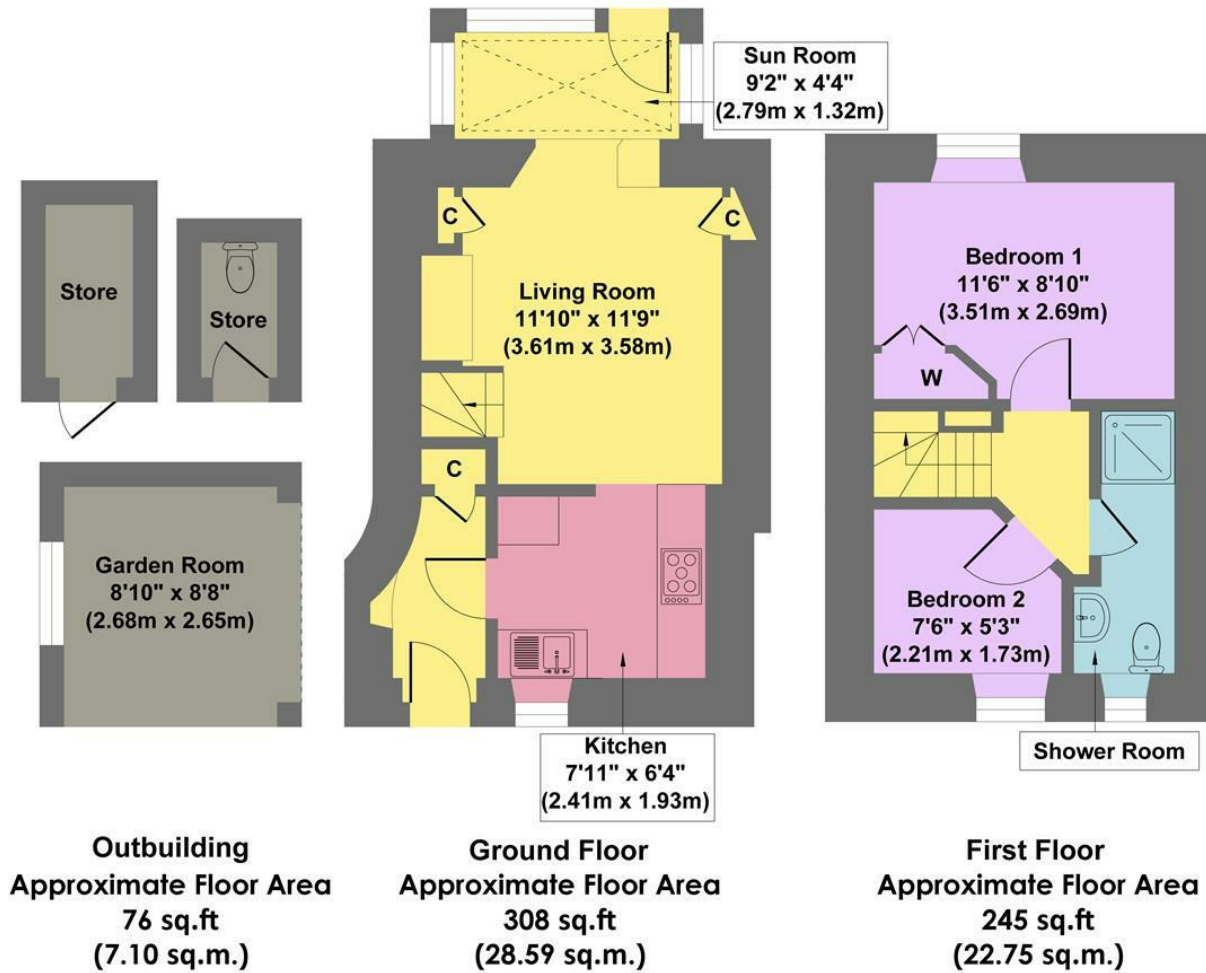 Sun Room
9'2" x 4'4"
(2.79m x 1.32m)
C
C
Store
Store
Living Room
11'10" x 11'9"
(3.61m x 3.58m)
Bedroom 1
11'6" x 8'10"
(3.51m x 2.69m)
W
C
Garden Room
8'10" x 8'8"
(2.68m x 2.65m)
Bedroom 2
7'6" x 5'3"
(2.21m x 1.73m)
Kitchen
7'11" x 6'4"
(2.41m x 1.93m)
Shower Room
Outbuilding
Approximate Floor Area
76 sq.ft
(7.10 sq.m.)
Ground Floor
Approximate Floor Area
308 sq.ft
(28.59 sq.m.)
First Floor
Approximate Floor Area
245 sq.ft
(22.75 sq.m.)